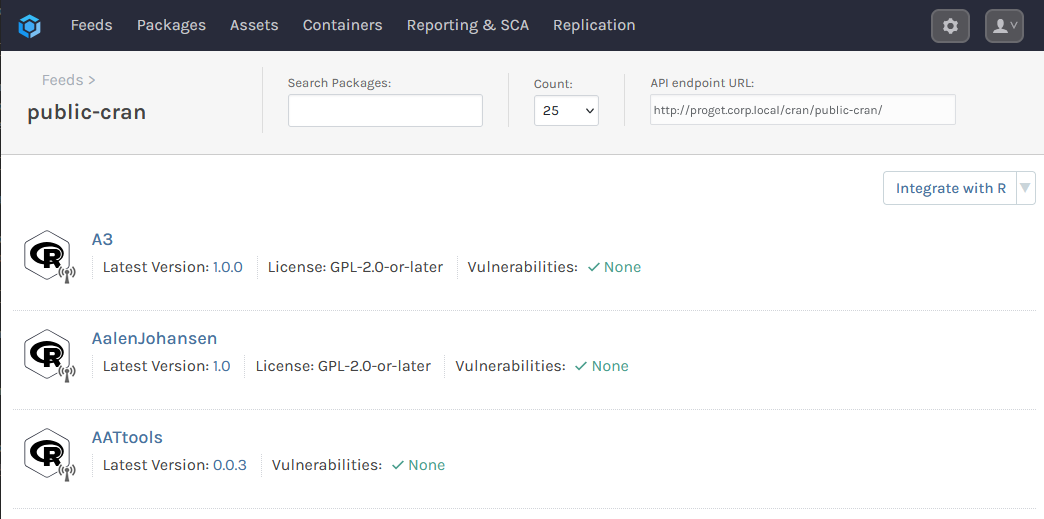 Feeds Packages Assets Containers Reporting & SCA Replication
Feeds >
public-cran
Search Packages:
Count:
25
API endpoint URL:
http://proget.corp.local/cran/public-cran/
Integrate with R
R
A3
Latest Version: 1.0.0 License: GPL-2.0-or-later Vulnerabilities: ✓ None
R
AalenJohansen
Latest Version: 1.0 License: GPL-2.0-or-later Vulnerabilities: ✓ None
R
AATtools
Latest Version: 0.0.3 Vulnerabilities: ✓ None